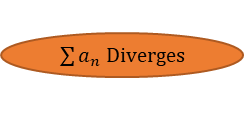 ∑ aₙ Diverges